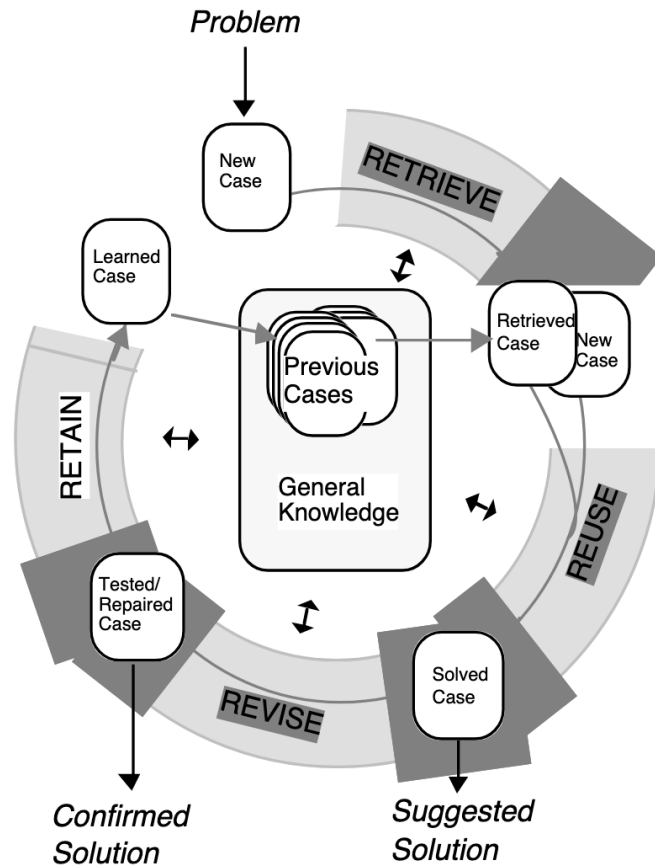 Problem
New
Case
RETRIEVE
Learned
Case
Retrieved
Case
New
Case
Previous
Cases
General
Knowledge
RETAIN
REUSE
Tested/
Repaired
Case
Solved
Case
REVISE
Confirmed
Solution
Suggested
Solution